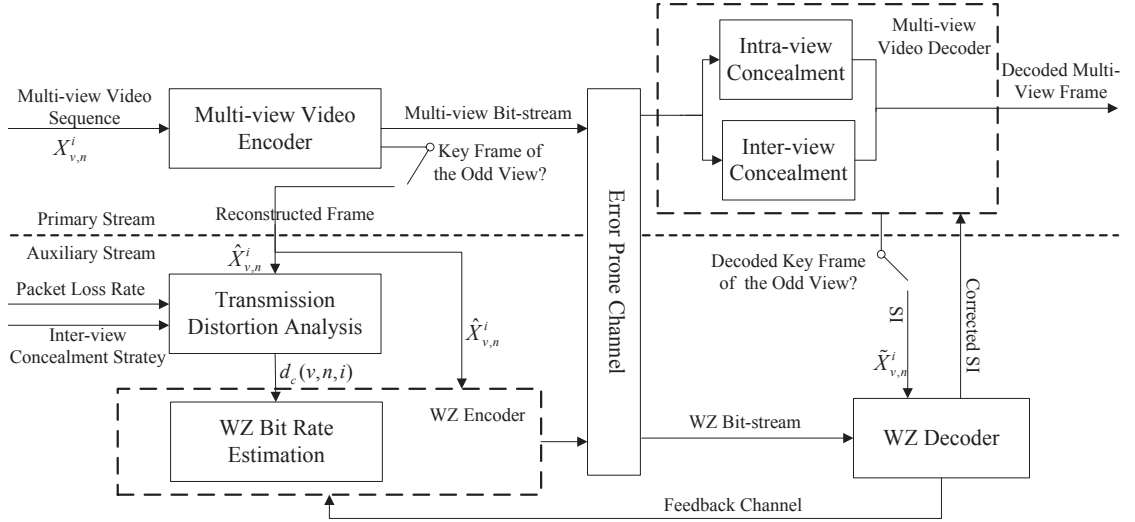 Multi-view Video
Sequence
X^i_{v,n}
Multi-view Video
Encoder
Multi-view Bit-stream
Key Frame of
the Odd View?
Reconstructed Frame
Primary Stream
Auxiliary Stream
Packet Loss Rate
Inter-view
Concealment Stratey
X̂^i_{v,n}
Transmission
Distortion Analysis
X̂^i_{v,n}
d_c(v,n,i)
WZ Bit Rate
Estimation
WZ Encoder
Error Prone Channel
Intra-view
Concealment
Inter-view
Concealment
Multi-view
Video Decoder
Decoded Multi-
View Frame
Decoded Key Frame
of the Odd View?
SI
X̃^i_{v,n}
Corrected SI
WZ Bit-stream
WZ Decoder
Feedback Channel